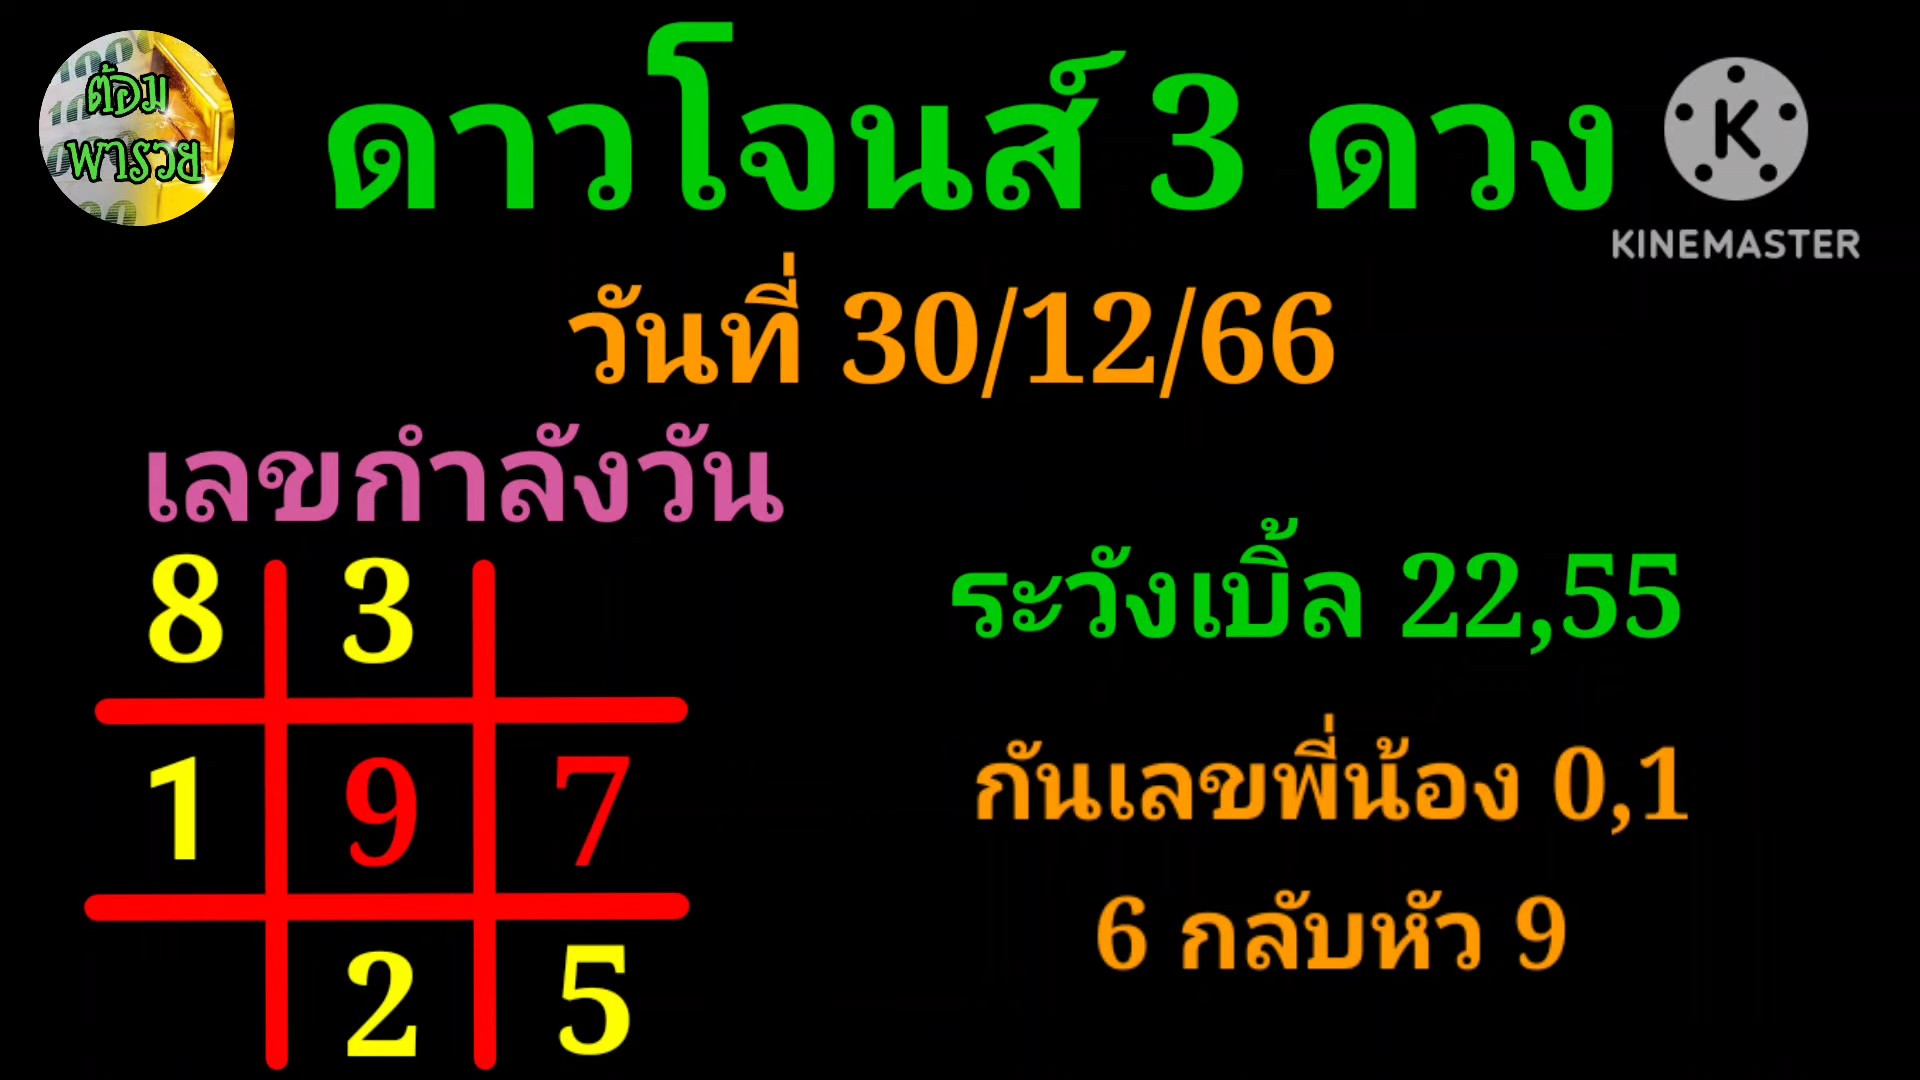 ต้อม
พารวย
ดาวโจนส์ 3 ดวง
KINEMASTER
วันที่ 30/12/66
เลขกำลังวัน
8 3
1 9 7
2 5
ระวังเบิ้ล 22,55
กันเลขพี่น้อง 0,1
6 กลับหัว 9